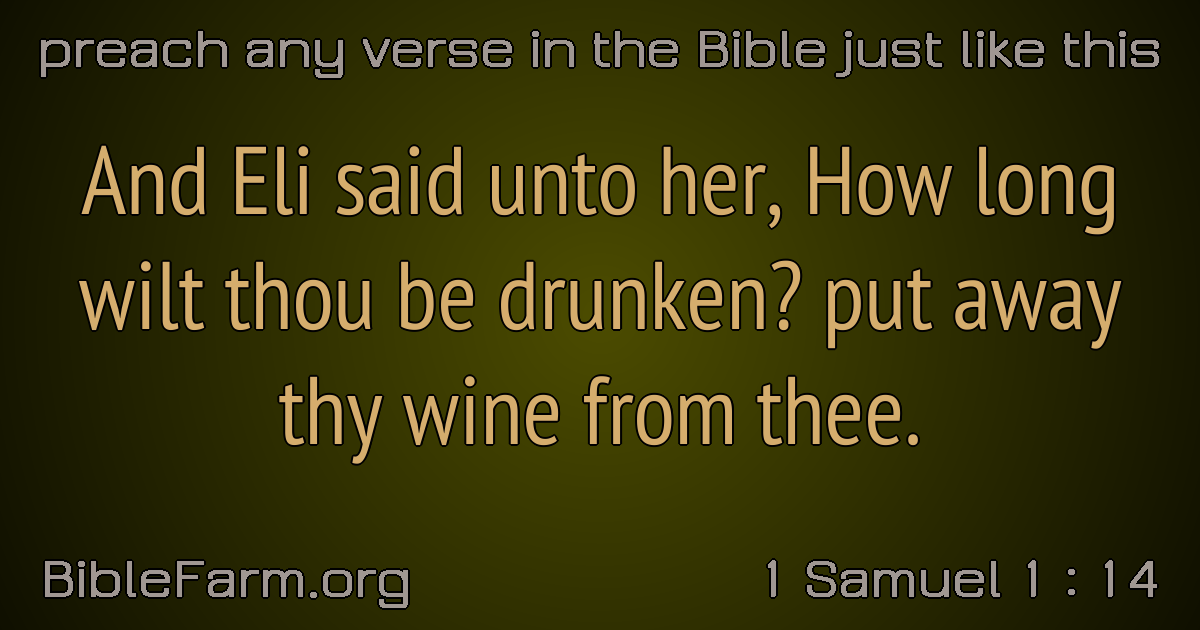 preach any verse in the Bible just like this
And Eli said unto her, How long
wilt thou be drunken? put away
thy wine from thee.
BibleFarm.org
1 Samuel 1 : 14